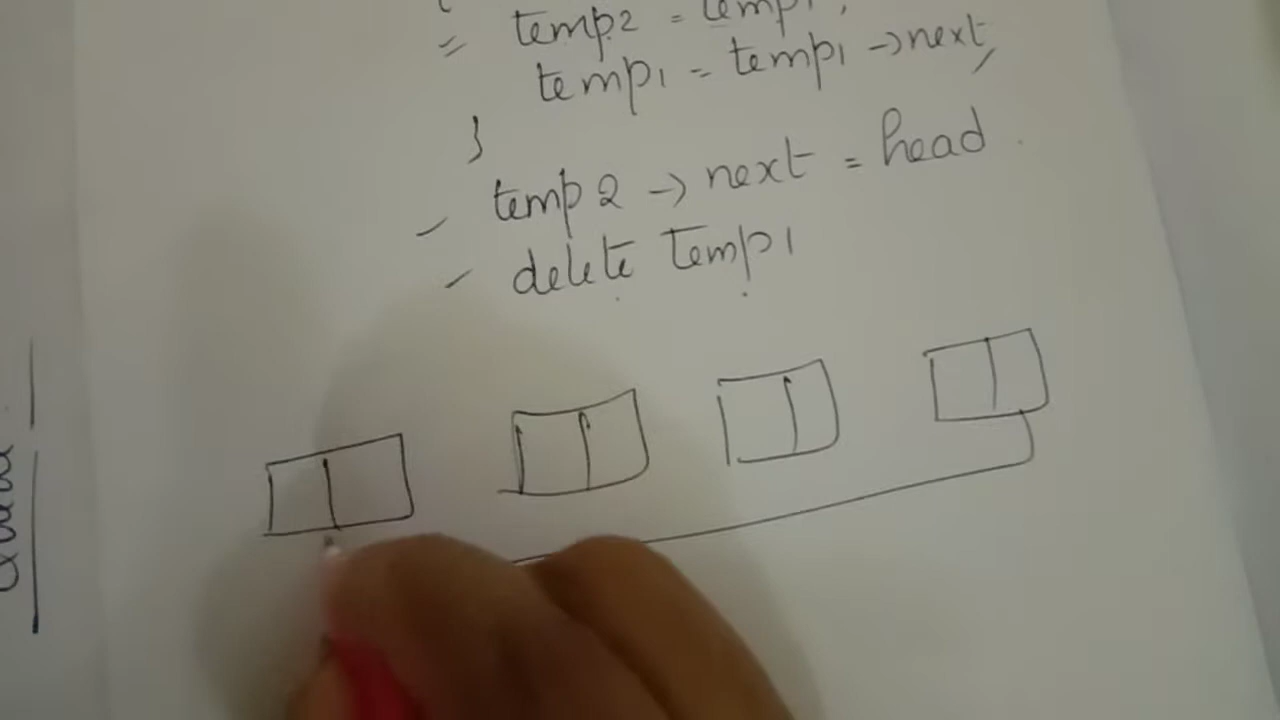 {
temp2 = temp1;
temp1 = temp1 → next,
}
temp2 → next = head
delete temp1